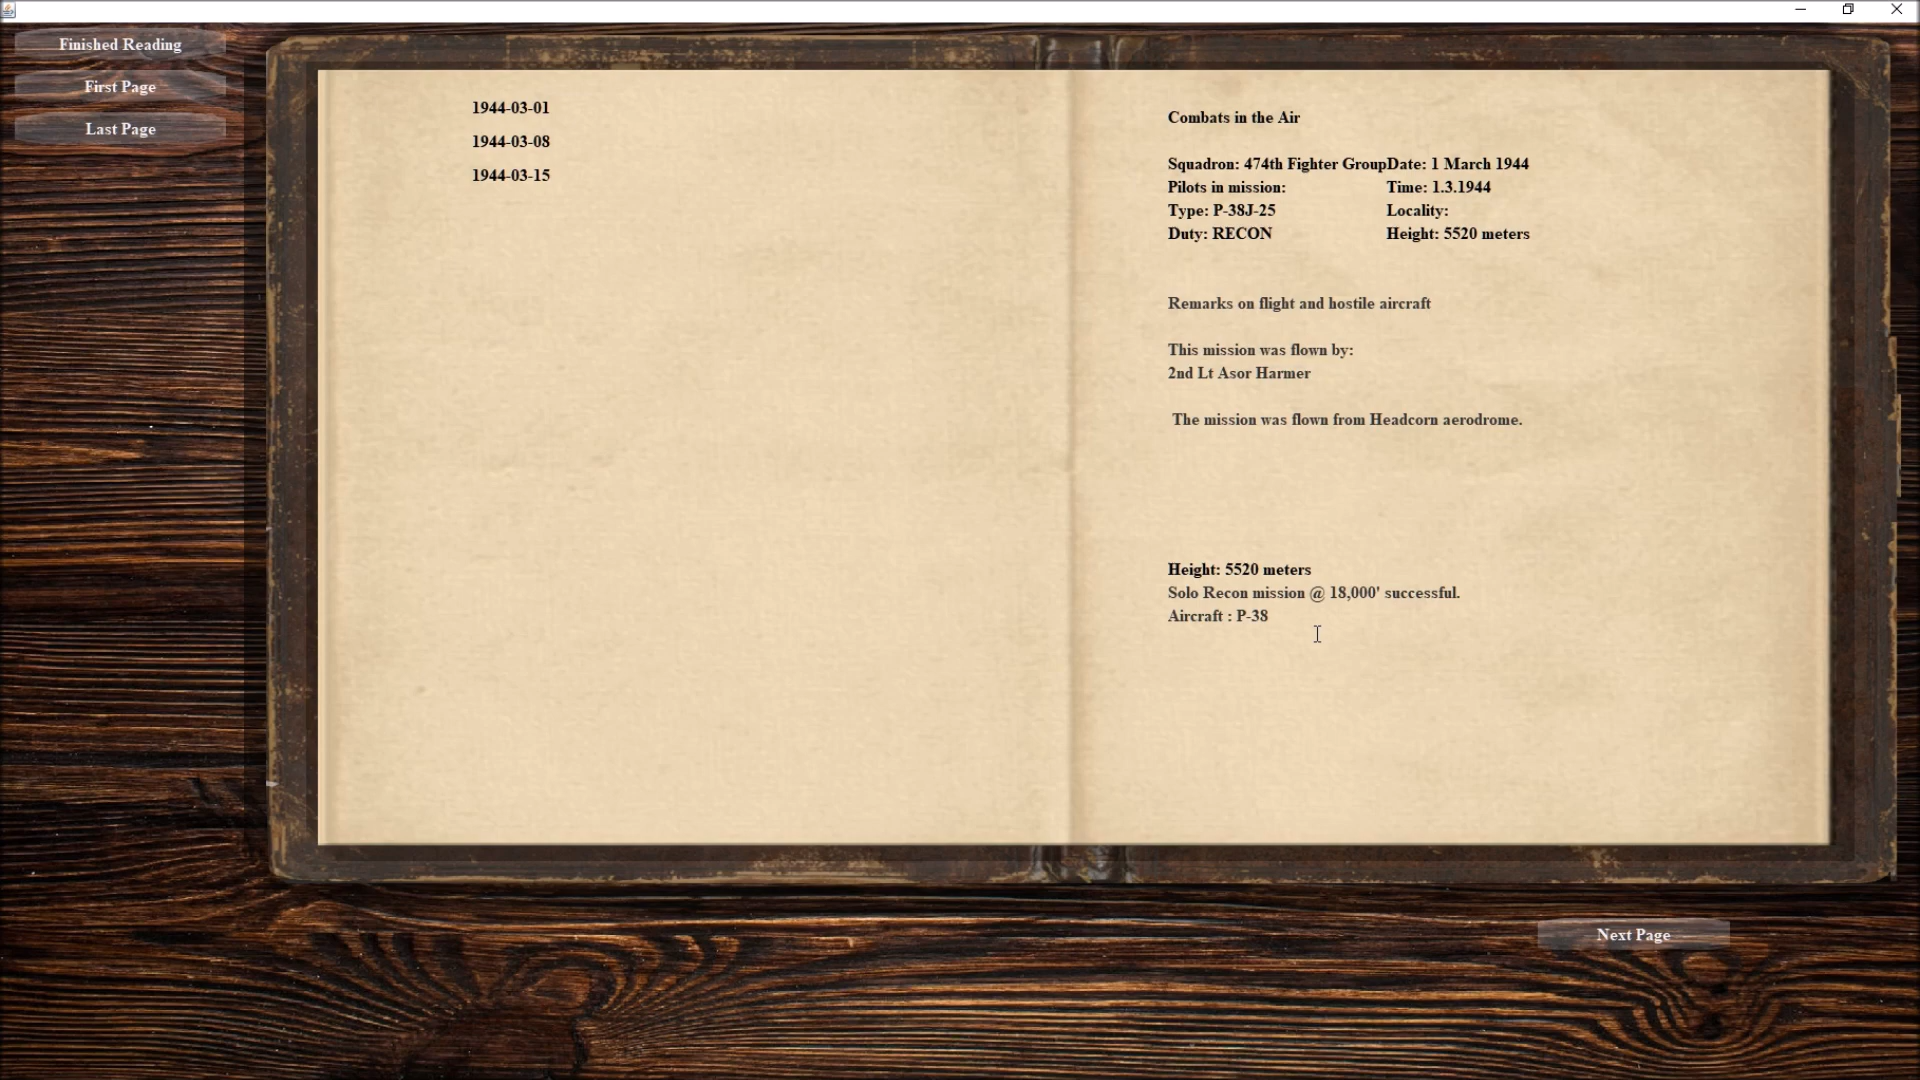 Finished Reading
First Page
Last Page
1944-03-01
1944-03-08
1944-03-15
Combats in the Air
Squadron: 474th Fighter GroupDate: 1 March 1944
Pilots in mission: Time: 1.3.1944
Type: P-38J-25 Locality:
Duty: RECON Height: 5520 meters
Remarks on flight and hostile aircraft
This mission was flown by:
2nd Lt Asor Harmer
The mission was flown from Headcorn aerodrome.
Height: 5520 meters
Solo Recon mission @ 18,000' successful.
Aircraft : P-38
Next Page